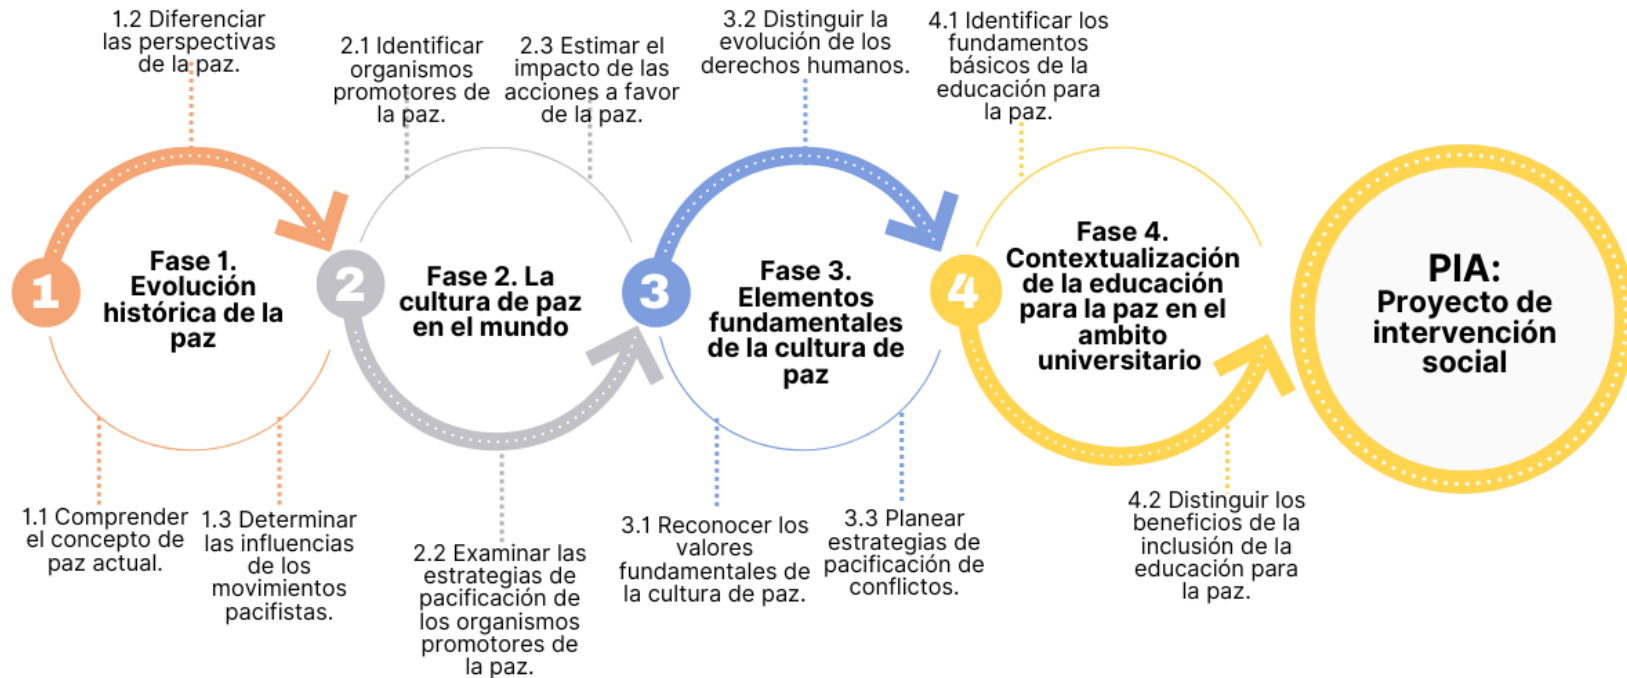 1.2 Diferenciar
las perspectivas
de la paz.
1
Fase 1.
Evolución
histórica de la
paz
1.1 Comprender
el concepto de
paz actual.
1.3 Determinar
las influencias
de los
movimientos
pacifistas.
2.1 Identificar
organismos
promotores de
la paz.
2.3 Estimar el
impacto de las
acciones a favor
de la paz.
2
Fase 2. La
cultura de paz
en el mundo
2.2 Examinar las
estrategias de
pacificación de
los organismos
promotores de
la paz.
3.2 Distinguir la
evolución de los
derechos humanos.
3
Fase 3.
Elementos
fundamentales
de la cultura de
paz
3.1 Reconocer los
valores
fundamentales de
la cultura de paz.
3.3 Planear
estrategias de
pacificación de
conflictos.
4.1 Identificar los
fundamentos
básicos de la
educación para
la paz.
4
Fase 4.
Contextualización
de la educación
para la paz en el
ambito
universitario
4.2 Distinguir los
beneficios de la
inclusión de la
educación para
la paz.
PIA:
Proyecto de
intervención
social